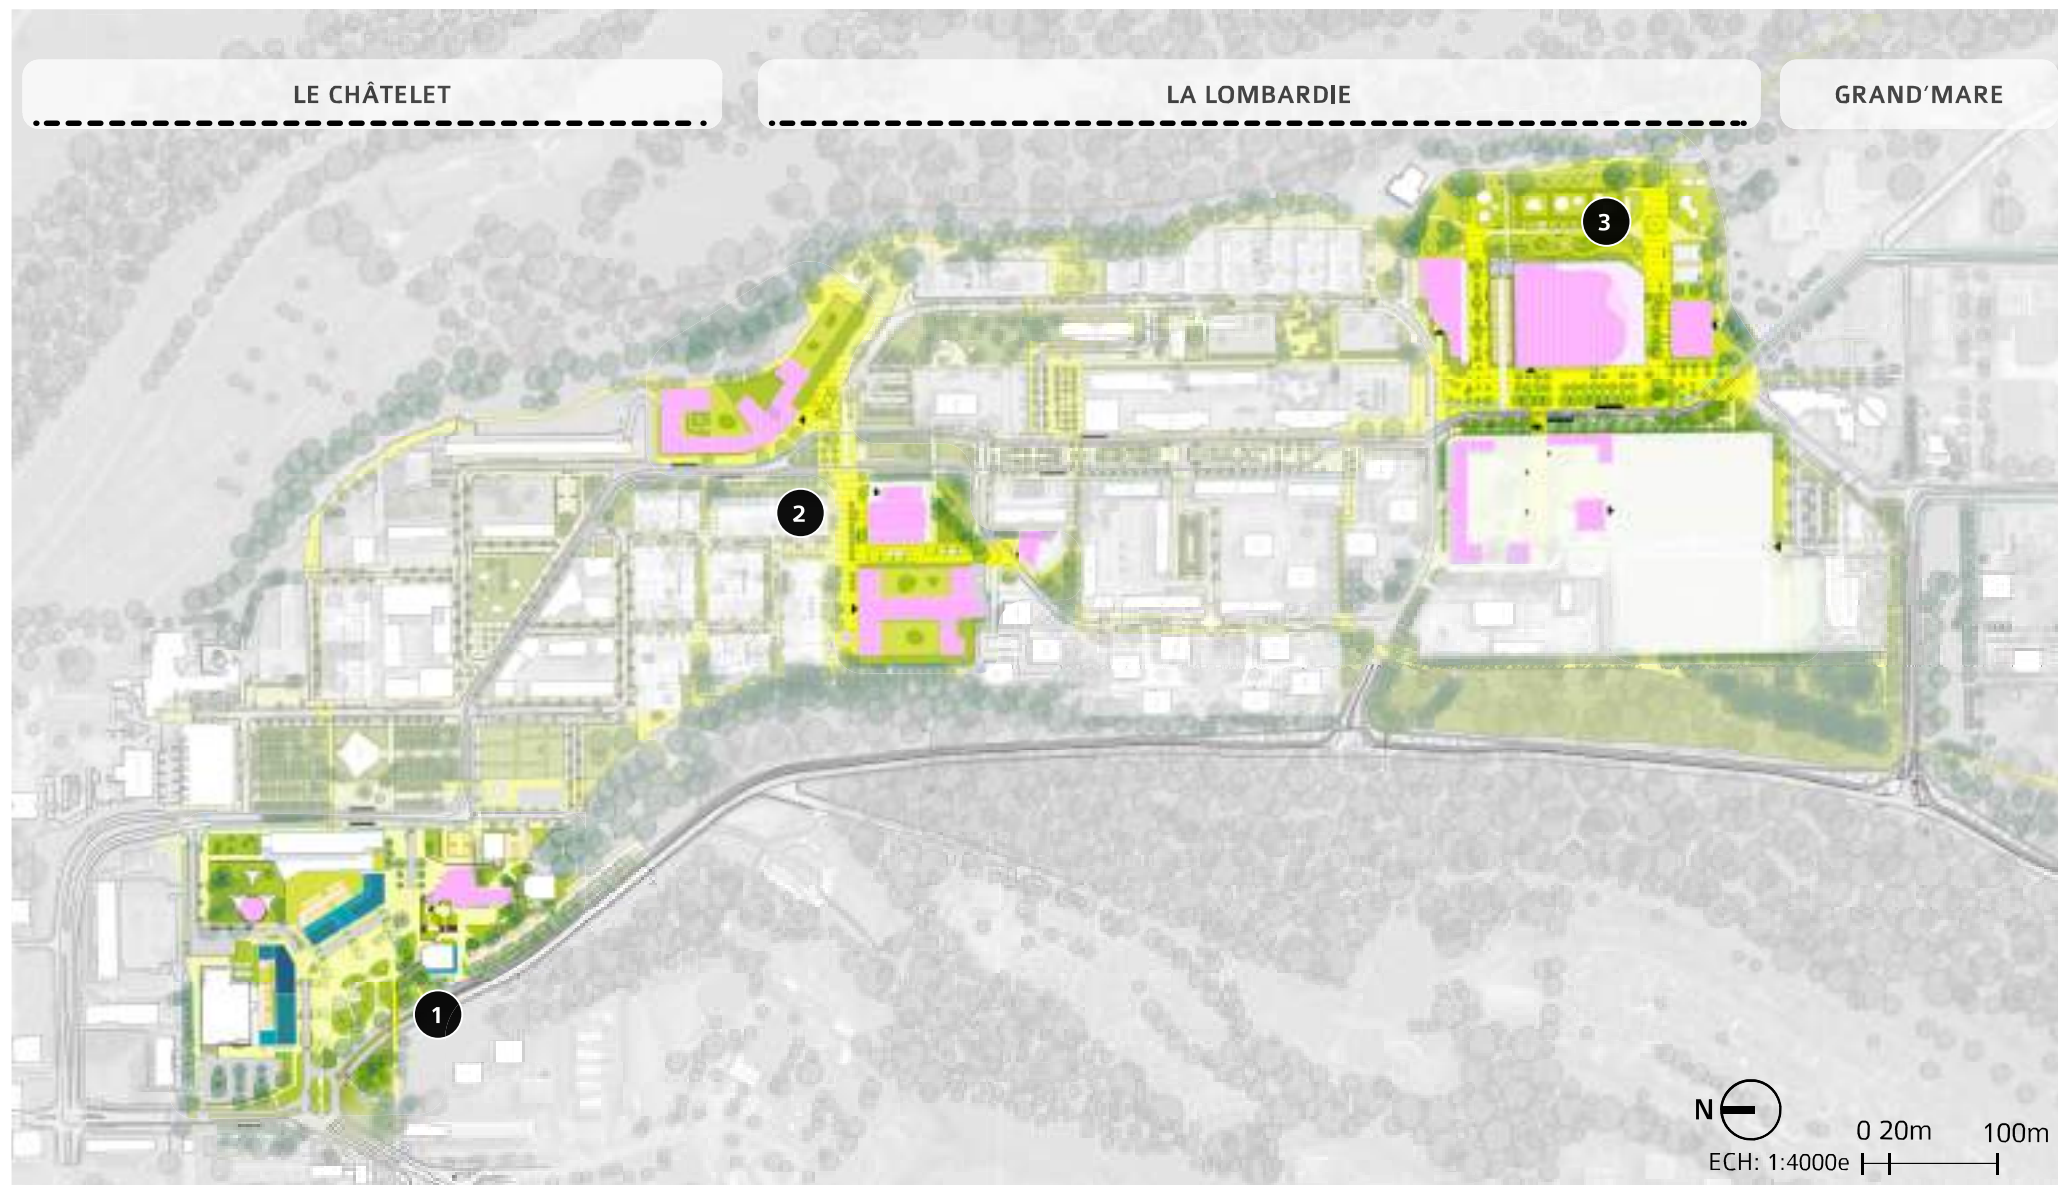 LE CHÂTELET
LA LOMBARDIE
GRAND'MARE
3
2
1
N
0 20m 100m
ECH: 1:4000e